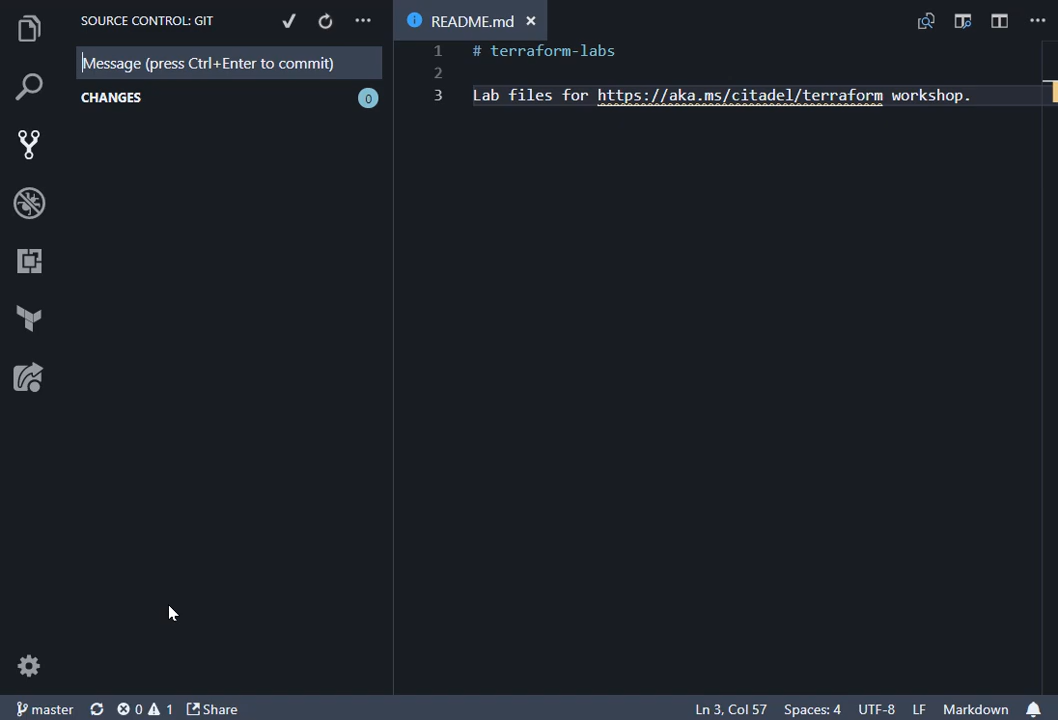 SOURCE CONTROL: GIT
Message (press Ctrl+Enter to commit)
CHANGES 0
README.md
1 # terraform-labs
2
3 Lab files for https://aka.ms/citadel/terraform workshop.
master 0 1 Share Ln 3, Col 57 Spaces: 4 UTF-8 LF Markdown